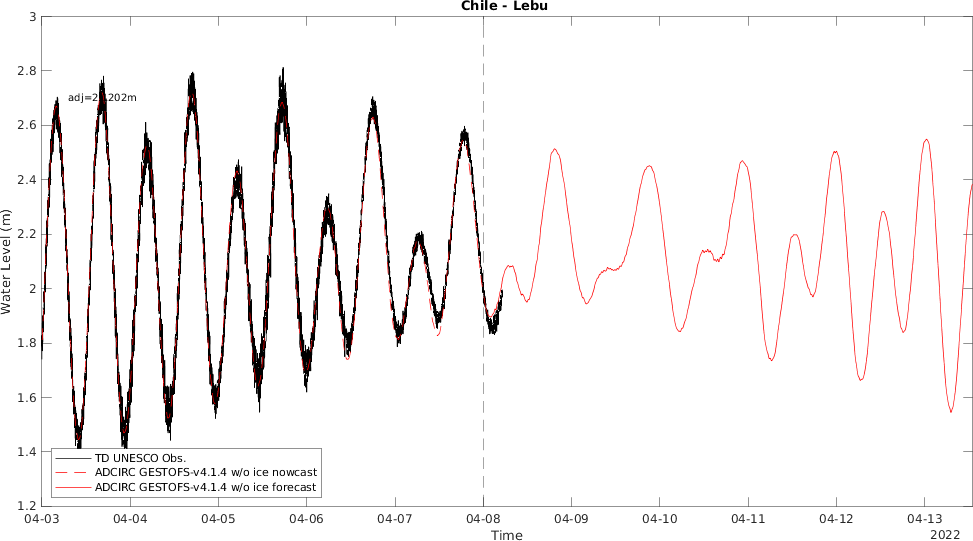 Chile - Lebu
3
2.8
2.6
2.4
2.2
2
1.8
1.6
1.4
1.2
Water Level (m)
TD UNESCO Obs.
ADCIRC GESTOFS-v4.1.4 w/o ice nowcast
ADCIRC GESTOFS-v4.1.4 w/o ice forecast
04-03 04-04 04-05 04-06 04-07 04-08 04-09 04-10 04-11 04-12 04-13
Time
2022